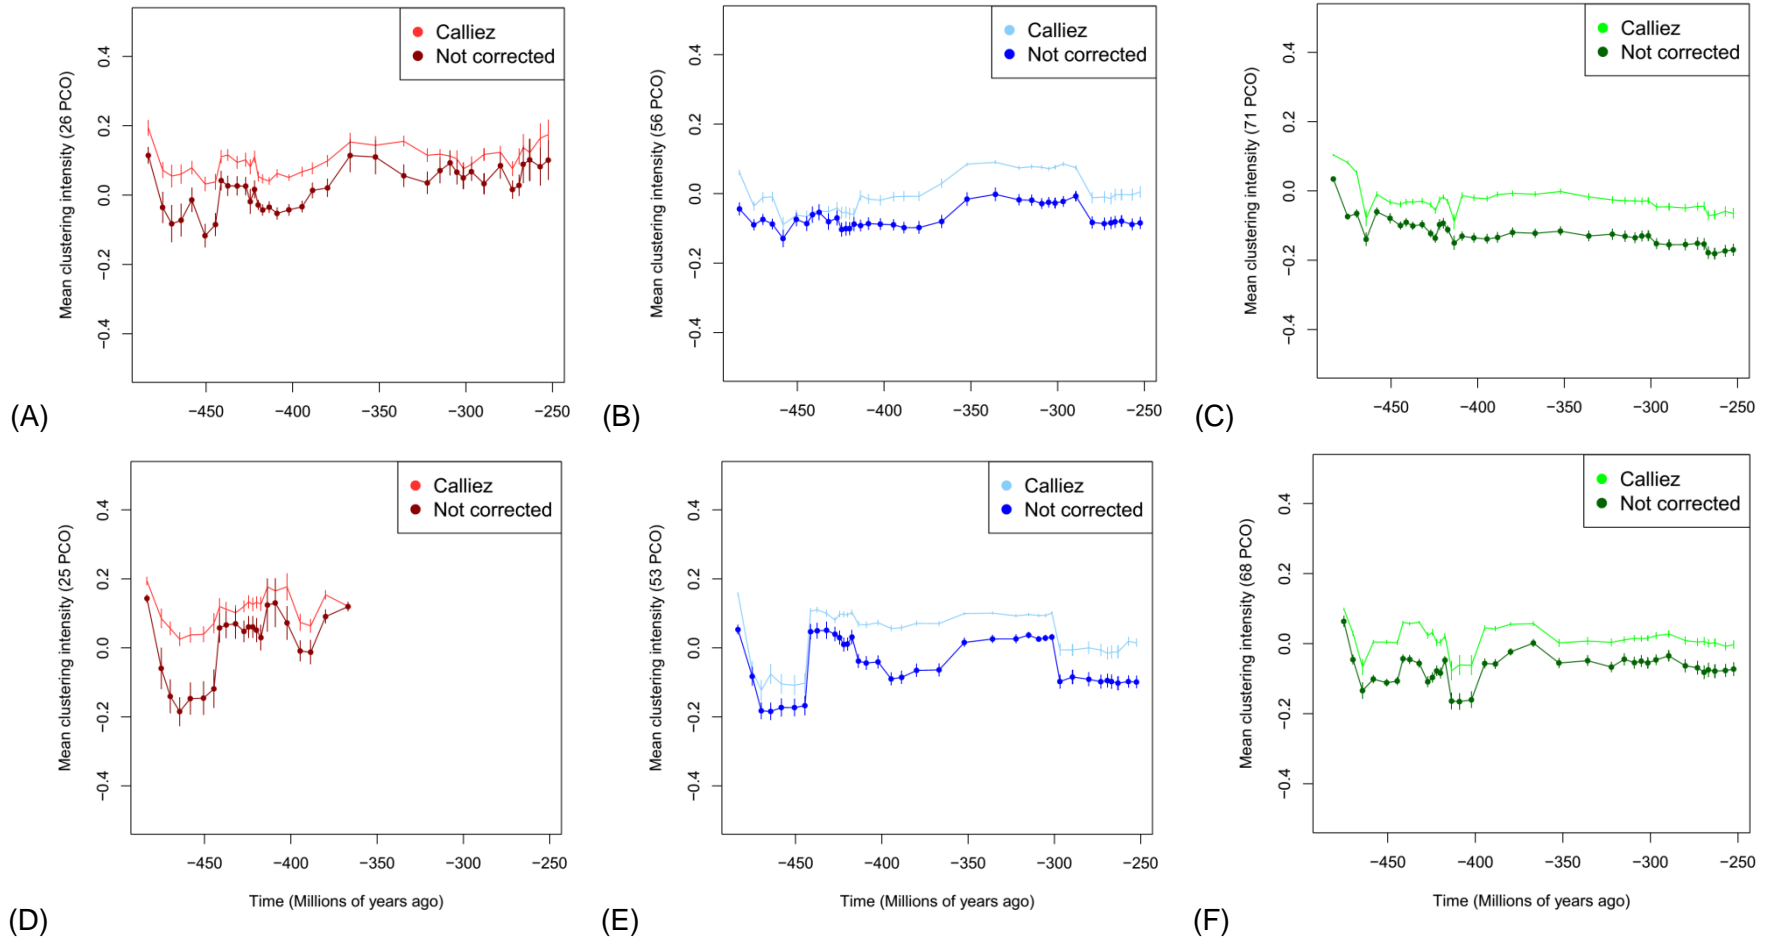 Calliez
Not corrected
Mean clustering intensity (26 PCO)
0.4
0.2
0.0
−0.2
−0.4
−450
−400
−350
−300
−250
(A)
Calliez
Not corrected
Mean clustering intensity (56 PCO)
0.4
0.2
0.0
−0.2
−0.4
−450
−400
−350
−300
−250
(B)
Calliez
Not corrected
Mean clustering intensity (71 PCO)
0.4
0.2
0.0
−0.2
−0.4
−450
−400
−350
−300
−250
(C)
Calliez
Not corrected
Mean clustering intensity (25 PCO)
0.4
0.2
0.0
−0.2
−0.4
−450
−400
−350
−300
−250
Time (Millions of years ago)
(D)
Calliez
Not corrected
Mean clustering intensity (53 PCO)
0.4
0.2
0.0
−0.2
−0.4
−450
−400
−350
−300
−250
Time (Millions of years ago)
(E)
Calliez
Not corrected
Mean clustering intensity (68 PCO)
0.4
0.2
0.0
−0.2
−0.4
−450
−400
−350
−300
−250
Time (Millions of years ago)
(F)